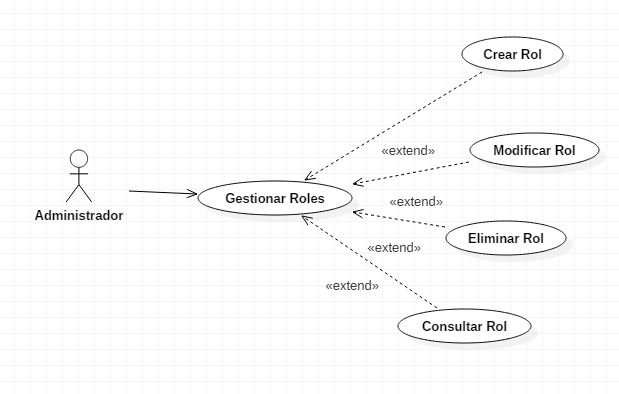 Crear Rol
«extend»
Modificar Rol
Gestionar Roles
«extend»
Administrador
Eliminar Rol
«extend»
«extend»
Consultar Rol